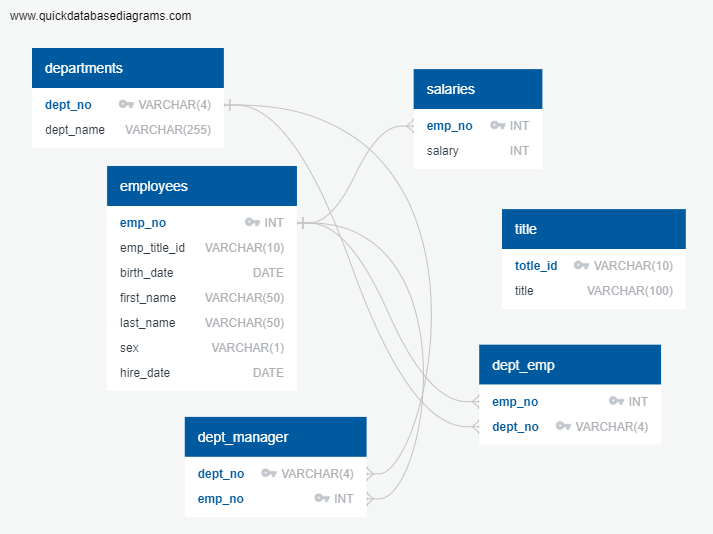 www.quickdatabasediagrams.com
departments
dept_no VARCHAR(4)
dept_name VARCHAR(255)
salaries
emp_no INT
salary INT
employees
emp_no INT
emp_title_id VARCHAR(10)
birth_date DATE
first_name VARCHAR(50)
last_name VARCHAR(50)
sex VARCHAR(1)
hire_date DATE
title
totle_id VARCHAR(10)
title VARCHAR(100)
dept_emp
emp_no INT
dept_no VARCHAR(4)
dept_manager
dept_no VARCHAR(4)
emp_no INT